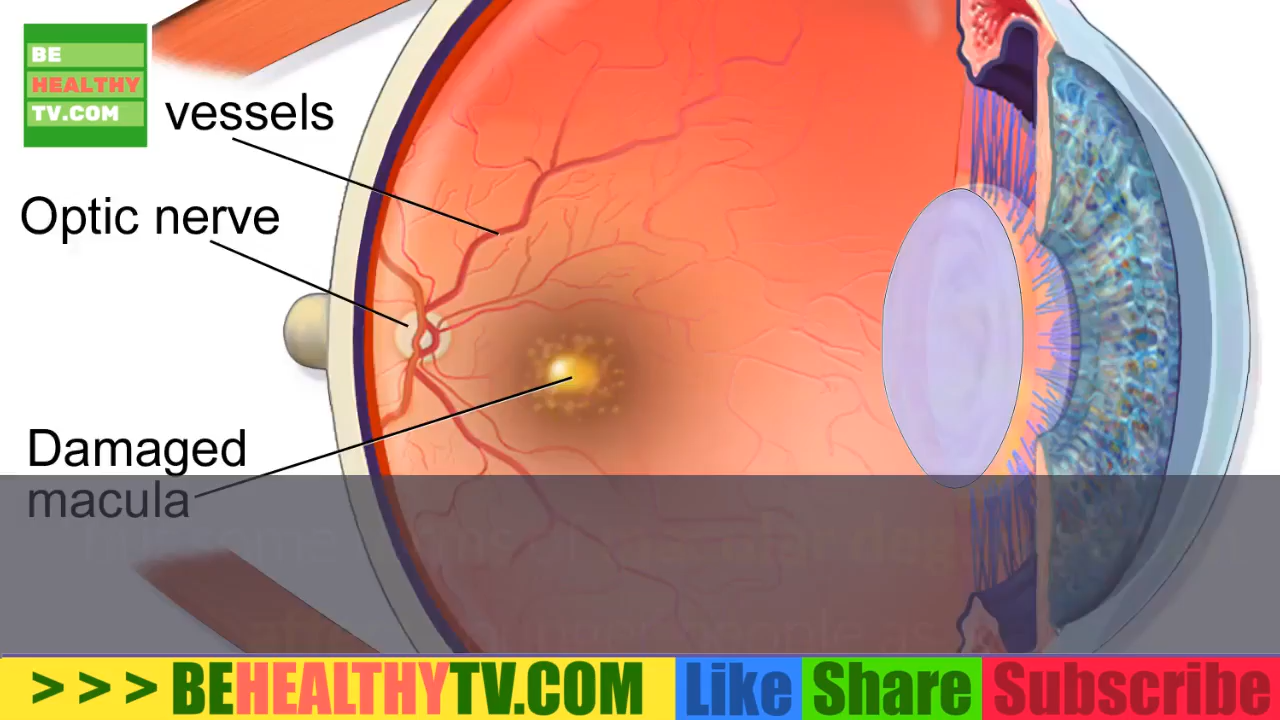 BE
HEALTHY
TV.COM
vessels
Optic nerve
Damaged
macula
> > > BEHEALTHYTV.COM Like Share Subscribe